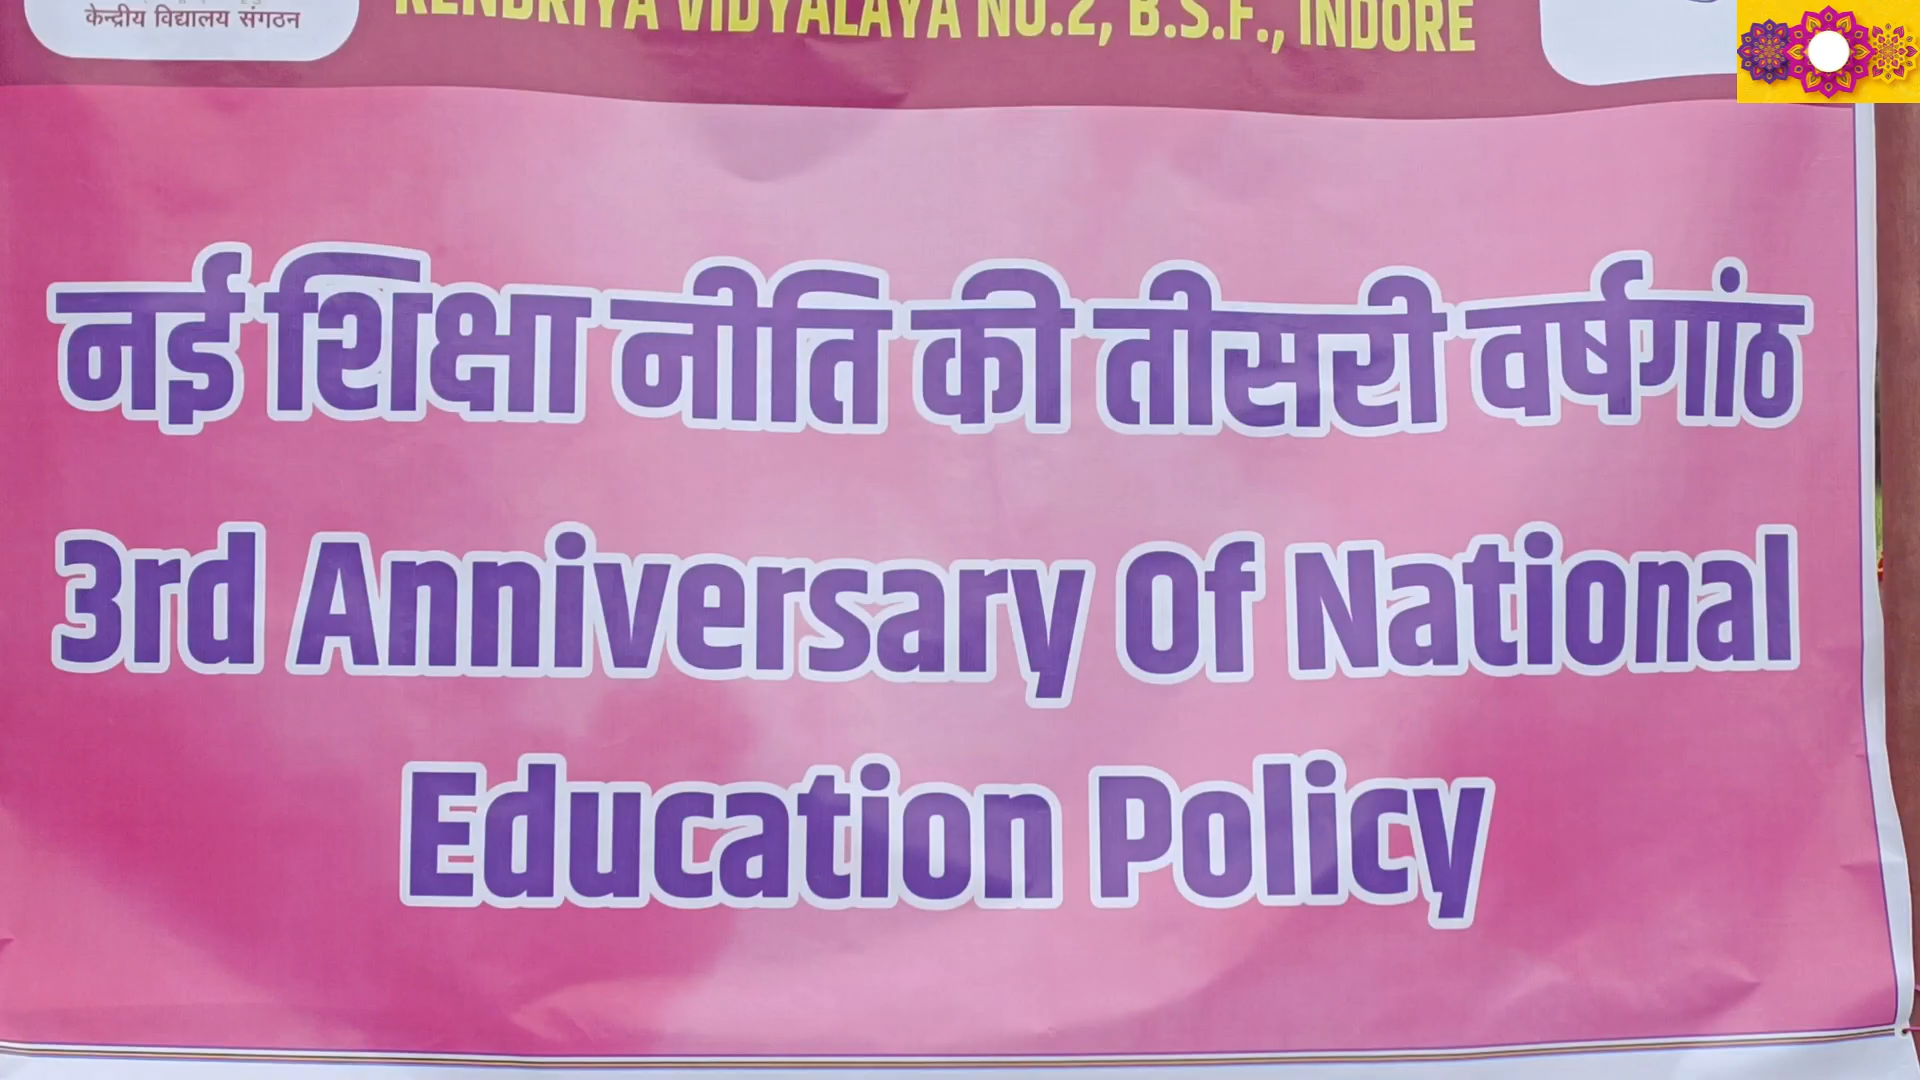 केन्द्रीय विद्यालय संगठन
KENDRIYA VIDYALAYA NO.2, B.S.F., INDORE
नई शिक्षा नीति की तीसरी वर्षगांठ
3rd Anniversary Of National
Education Policy